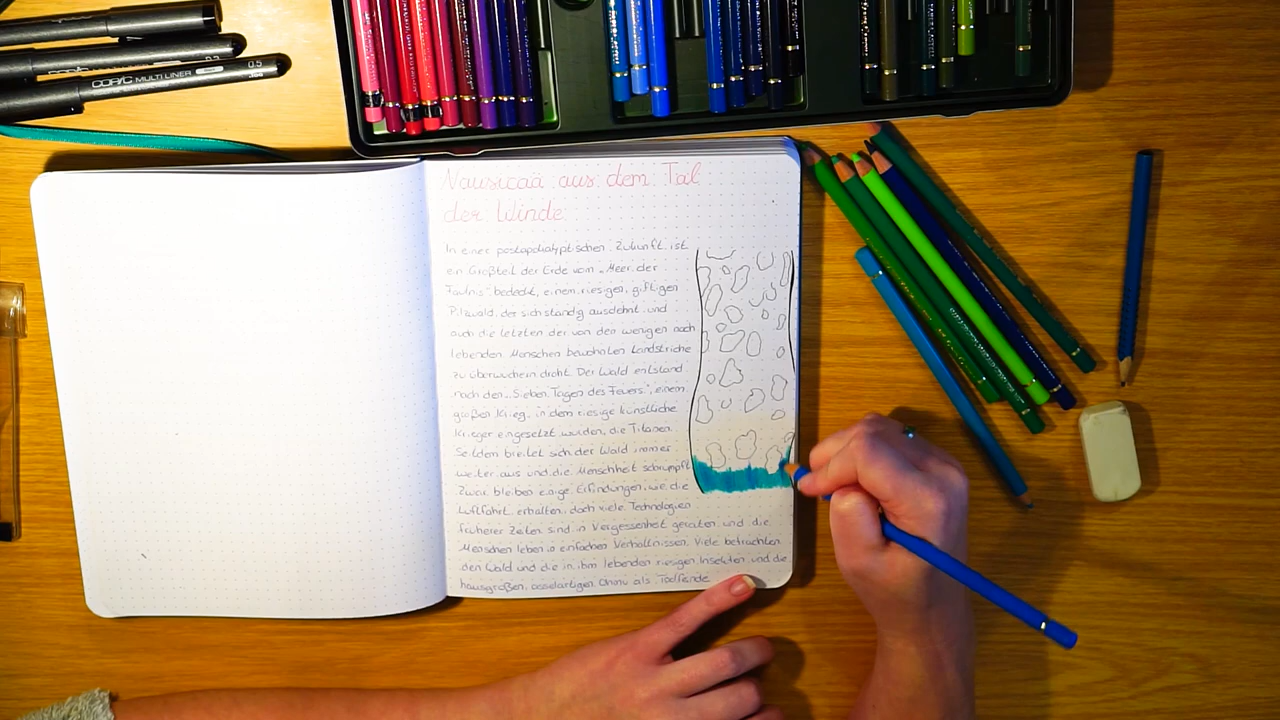 COPIC MULTILINER 0.5
Nausicaä aus dem Tal
der Winde
In einer postapokalyptischen Zukunft ist
ein Großteil der Erde vom „Meer der
Fäulnis" bedeckt, einem riesigen, giftigen
Pilzwald, der sich ständig ausdehnt und
auch die letzten der von den wenigen noch
lebenden Menschen bewohnten Landstriche
zu überwuchern droht. Der Wald entstand
nach den „Sieben Tagen des Feuers", einem
großen Krieg, in dem riesige künstliche
Krieger eingesetzt wurden, die Titanen.
Seitdem breitet sich der Wald immer
weiter aus und die Menschheit schrumpft.
Zwar bleiben einige Erfindungen, wie die
Luftfahrt, erhalten, doch viele Technologien
früherer Zeiten sind in Vergessenheit geraten und die
Menschen leben in einfachen Verhältnissen. Viele betrachten
den Wald und die in ihm lebenden riesigen Insekten und die
hausgroßen, asselartigen Ohmu als Todfeinde